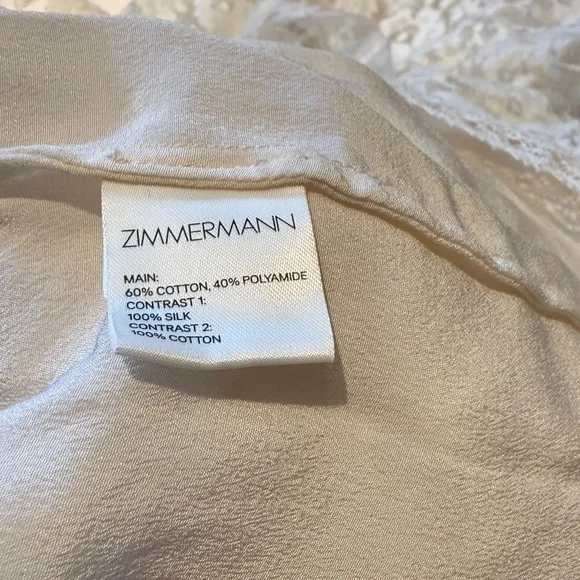 ZIMMERMANN
MAIN:
60% COTTON, 40% POLYAMIDE
CONTRAST 1:
100% SILK
CONTRAST 2:
100% COTTON